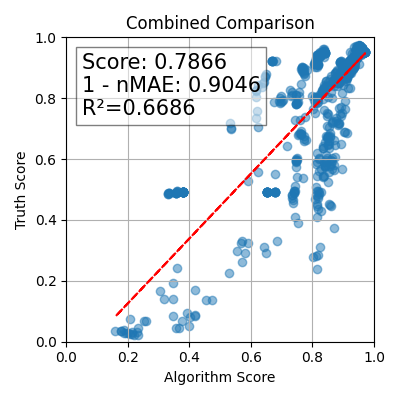 Combined Comparison
Score: 0.7866
1 - nMAE: 0.9046
R²=0.6686
Truth Score
1.0
0.8
0.6
0.4
0.2
0.0
0.0 0.2 0.4 0.6 0.8 1.0
Algorithm Score